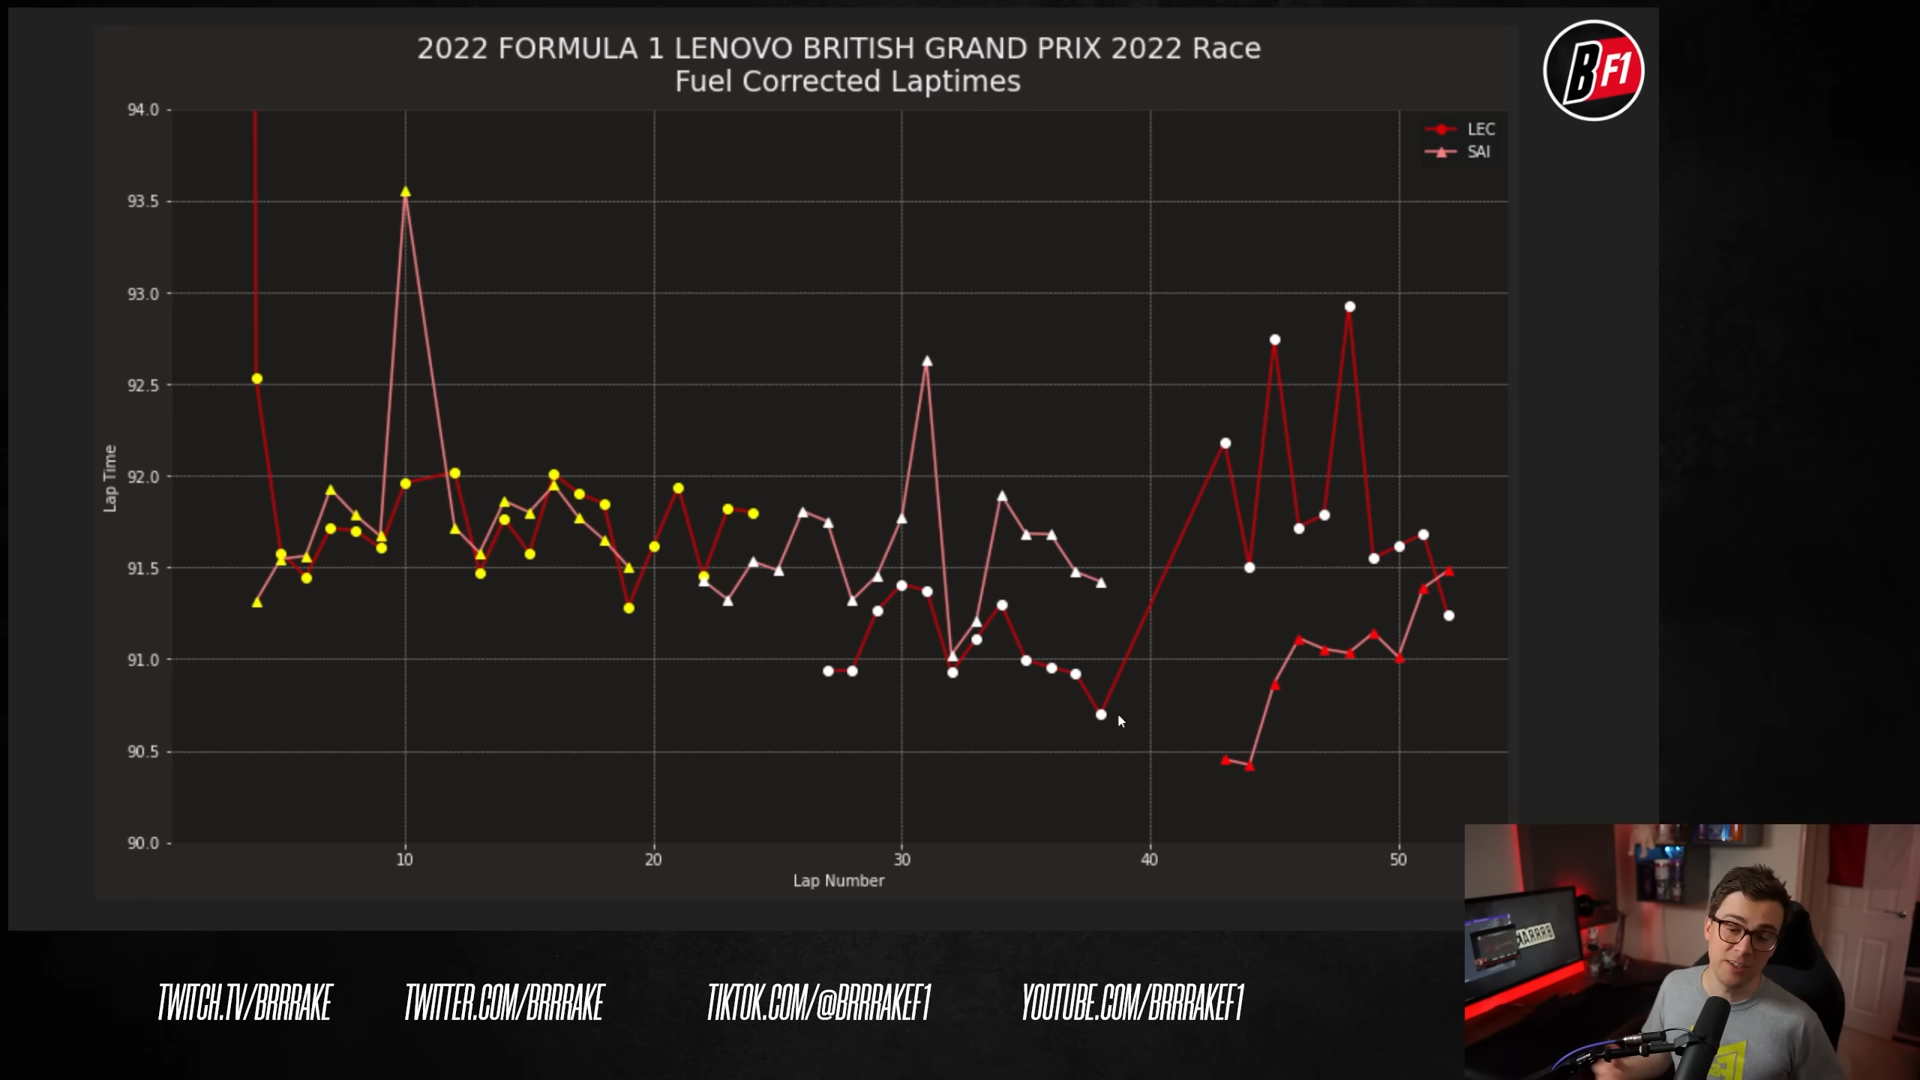 2022 FORMULA 1 LENOVO BRITISH GRAND PRIX 2022 Race
Fuel Corrected Laptimes
BF1
LEC
SAI
94.0
93.5
93.0
92.5
92.0
91.5
91.0
90.5
90.0
Lap Time
10
20
30
40
50
Lap Number
TWITCH.TV/BRRRAKE
TWITTER.COM/BRRRAKE
TIKTOK.COM/@BRRRAKEF1
YOUTUBE.COM/BRRRAKEF1